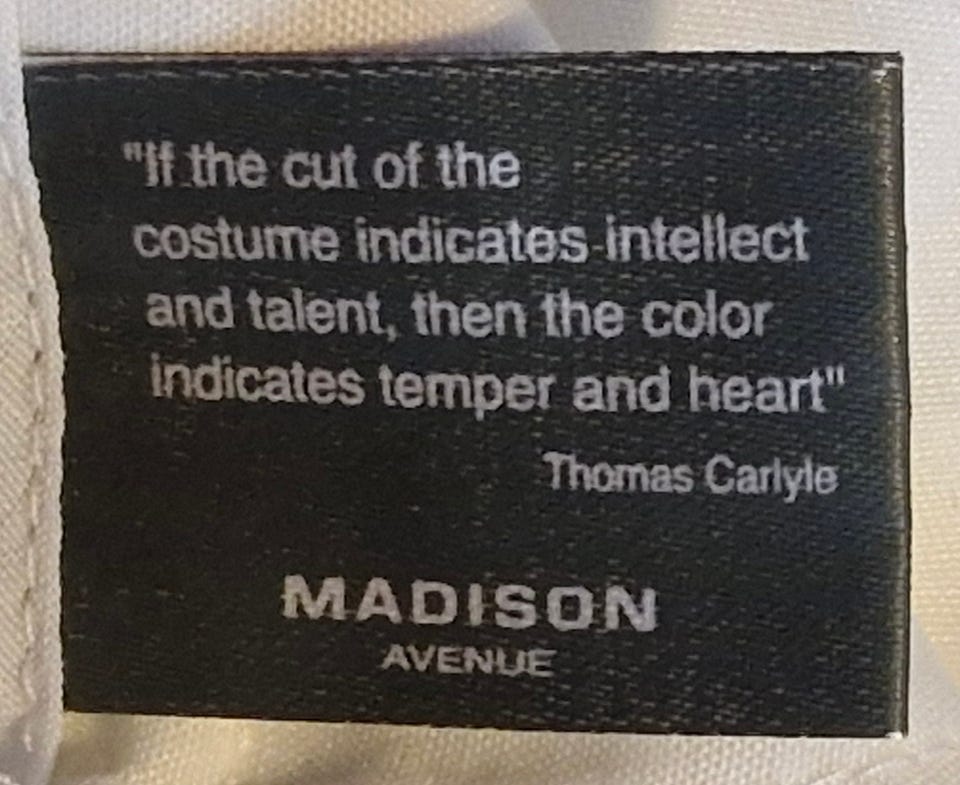 "If the cut of the
costume indicates intellect
and talent, then the color
indicates temper and heart"
Thomas Carlyle
MADISON
AVENUE